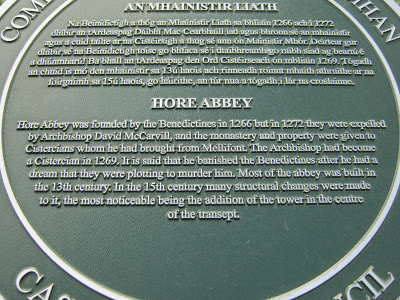 AN MHAINISTIR LIATH
Na Beinidictigh a thóg an Mhainistir Liath sa bhliain 1266 ach i 1272
dhíbir an tArdeaspag Dáibhí Mac Cearbhaill iad agus bhronn sé an mhainistir
agus a cuid tailte ar na Cistéirsigh a thug sé ann ón Mainistir Mhór. Deirtear gur
dhíbir sé na Beinidictigh toisc go bhfaca sé i dtaibhreamh go raibh siad ag beartú é
a dhúnmharú! Ba bhall an tArdeaspag den Ord Cistéirseach ón mbliain 1269. Tógadh
an chuid is mó den mhainistir sa 13ú haois ach rinneadh roinnt mhaith athruithe ar na
foirgnimh sa 15ú haois, go háirithe, an túr nua a tógadh i lár na croslainne.
HORE ABBEY
Hore Abbey was founded by the Benedictines in 1266 but in 1272 they were expelled
by Archbishop David McCarvill, and the monastery and property were given to
Cistercians whom he had brought from Mellifont. The Archbishop had become
a Cistercian in 1269. It is said that he banished the Benedictines after he had a
dream that they were plotting to murder him. Most of the abbey was built in
the 13th century. In the 15th century many structural changes were made
to it, the most noticeable being the addition of the tower in the centre
of the transept.